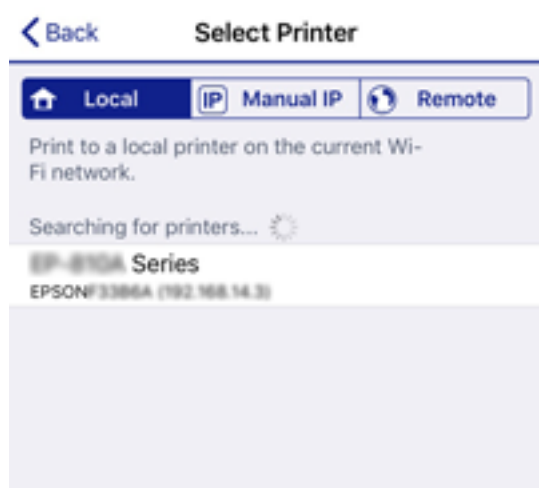 Back Select Printer
Local IP Manual IP Remote
Print to a local printer on the current Wi-
Fi network.
Searching for printers...
Series
EPSON